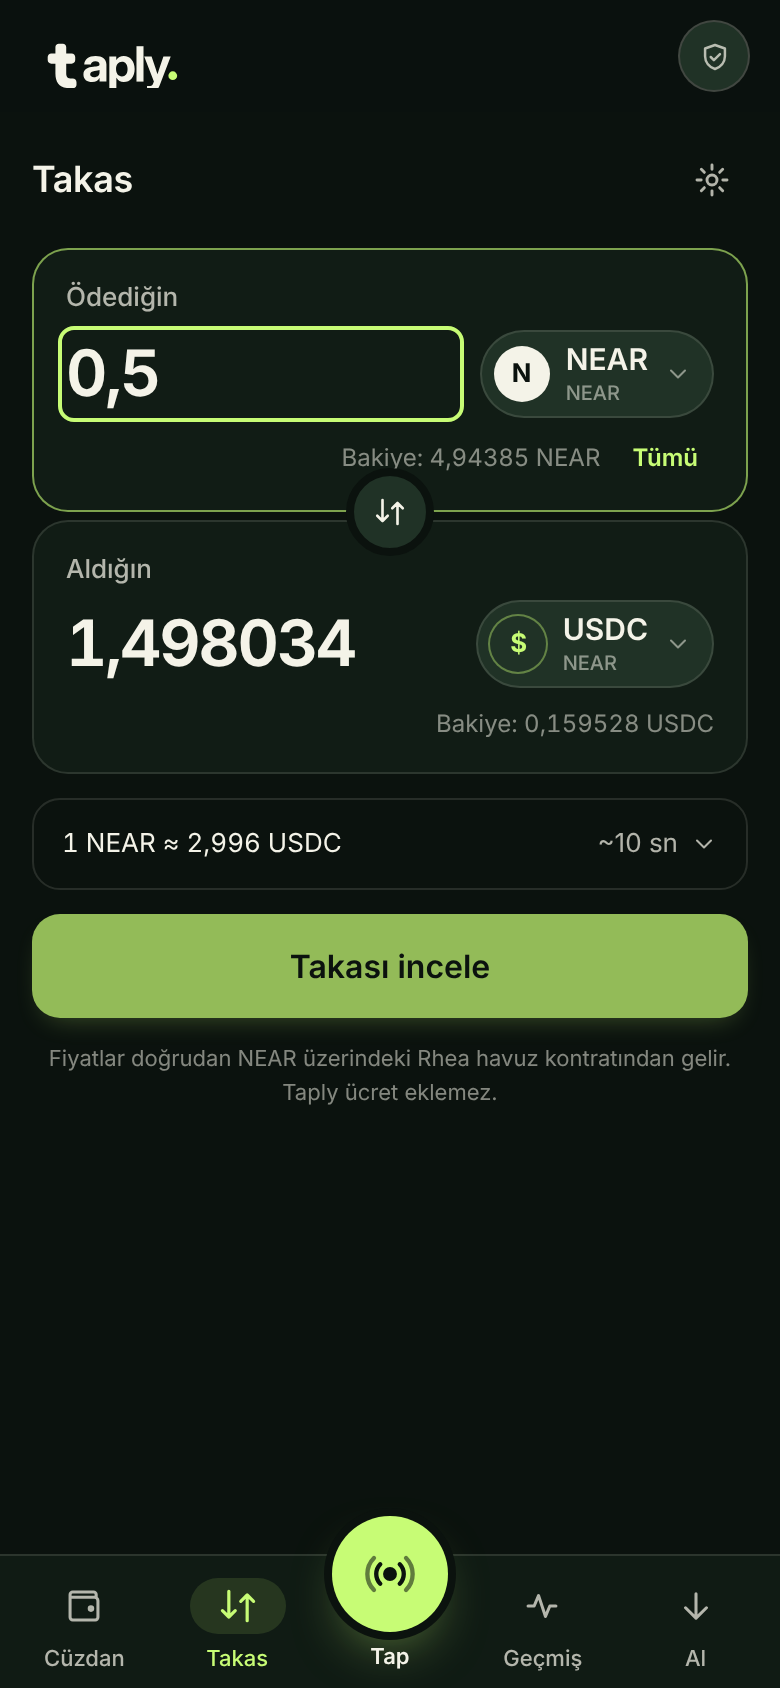 taply.
Takas
Ödediğin
0,5
N
NEAR
NEAR
Bakiye: 4,94385 NEAR Tümü
Aldığın
1,498034
$
USDC
NEAR
Bakiye: 0,159528 USDC
1 NEAR ≈ 2,996 USDC ~10 sn
Takası incele
Fiyatlar doğrudan NEAR üzerindeki Rhea havuz kontratından gelir.
Taply ücret eklemez.
Cüzdan Takas Tap Geçmiş Al